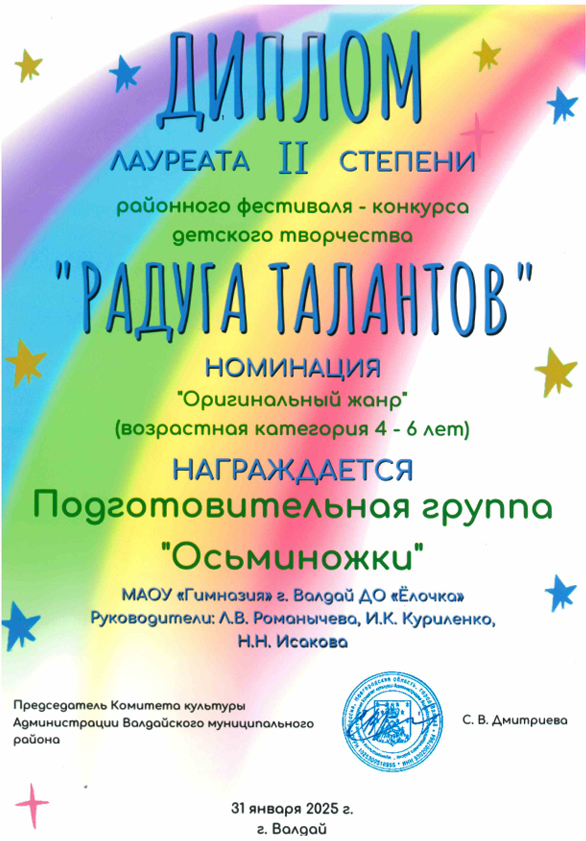 ДИПЛОМ
ЛАУРЕАТА II СТЕПЕНИ
районного фестиваля - конкурса
детского творчества
"РАДУГА ТАЛАНТОВ"
НОМИНАЦИЯ
"Оригинальный жанр"
(возрастная категория 4 - 6 лет)
НАГРАЖДАЕТСЯ
Подготовительная группа
"Осьминожки"
МАОУ «Гимназия» г. Валдай ДО «Ёлочка»
Руководители: Л.В. Романычева, И.К. Куриленко,
Н.Н. Исакова
Председатель Комитета культуры
Администрации Валдайского муниципального
района
С. В. Дмитриева
31 января 2025 г.
г. Валдай